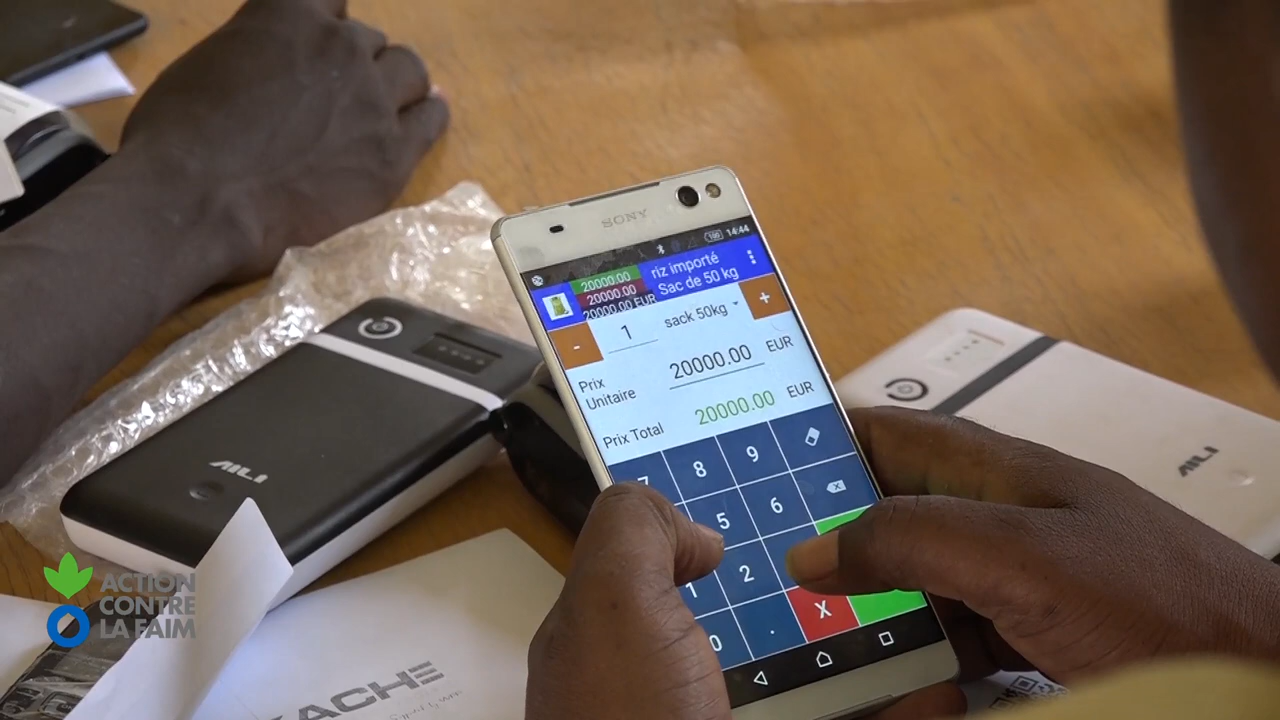 SONY
14:44
20000.00
20000.00
20000.00 EUR
riz importé
Sac de 50 kg
-
1
sack 50kg
+
Prix
Unitaire
20000.00
EUR
Prix Total
20000.00
EUR
7
8
9
5
6
1
2
X
0
.
AILI
AILI
ACTION
CONTRE
LA FAIM